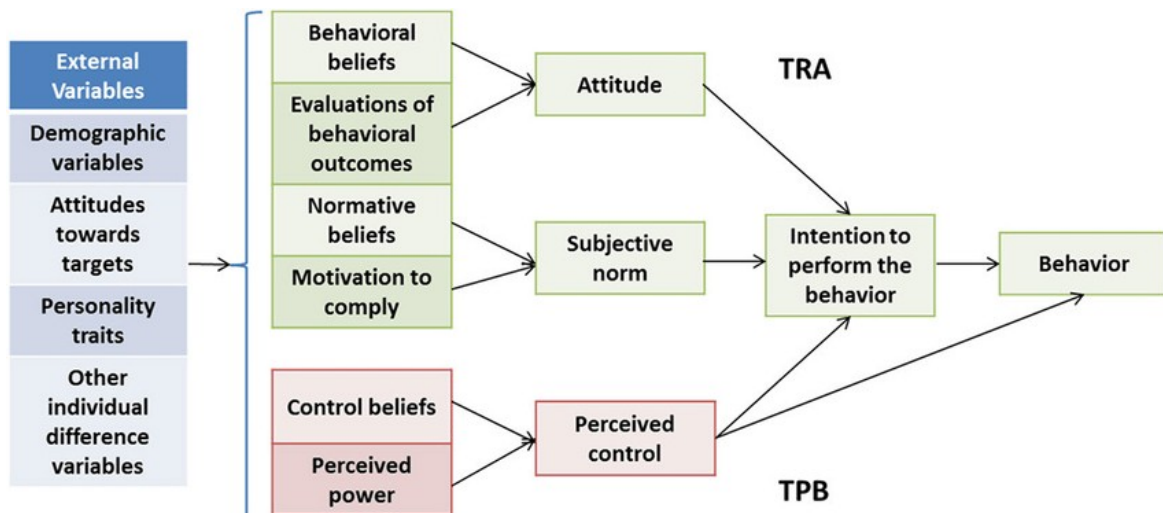 External
Variables
Demographic
variables
Attitudes
towards
targets
Personality
traits
Other
individual
difference
variables
Behavioral
beliefs
Evaluations of
behavioral
outcomes
Normative
beliefs
Motivation to
comply
Control beliefs
Perceived
power
Attitude
Subjective
norm
Perceived
control
TRA
Intention to
perform the
behavior
Behavior
TPB